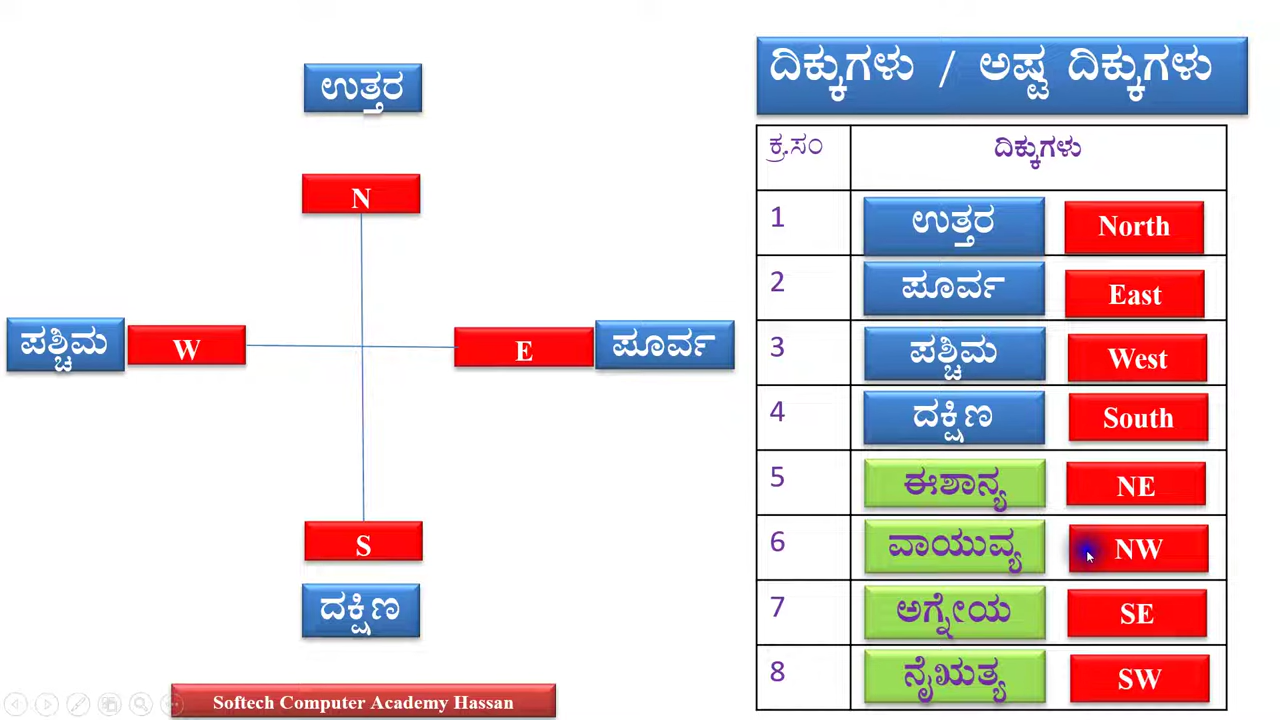 ಉತ್ತರ
N
ಪಶ್ಚಿಮ W E ಪೂರ್ವ
S
ದಕ್ಷಿಣ
Softech Computer Academy Hassan
ದಿಕ್ಕುಗಳು / ಅಷ್ಟ ದಿಕ್ಕುಗಳು
ಕ್ರ.ಸಂ ದಿಕ್ಕುಗಳು
1 ಉತ್ತರ North
2 ಪೂರ್ವ East
3 ಪಶ್ಚಿಮ West
4 ದಕ್ಷಿಣ South
5 ಈಶಾನ್ಯ NE
6 ವಾಯುವ್ಯ NW
7 ಅಗ್ನೇಯ SE
8 ನೈಋತ್ಯ SW